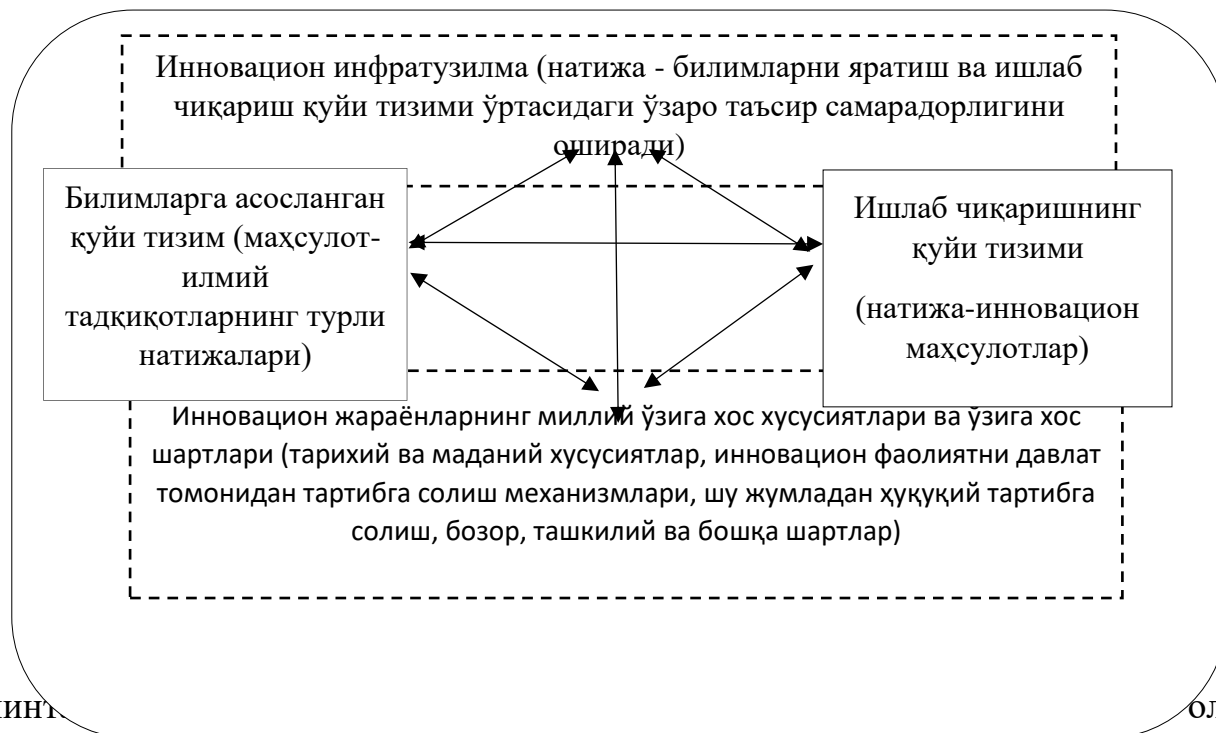 Инновацион инфратузилма (натижа - билимларни яратиш ва ишлаб
чиқариш қуйи тизими ўртасидаги ўзаро таъсир самарадорлигини
оширади)
Билимларга асосланган
қуйи тизим (маҳсулот-
илмий
тадқиқотларнинг турли
натижалари)
Ишлаб чиқаришнинг
қуйи тизими
(натижа-инновацион
маҳсулотлар)
Инновацион жараёнларнинг миллий ўзига хос хусусиятлари ва ўзига хос
шартлари (тарихий ва маданий хусусиятлар, инновацион фаолиятни давлат
томонидан тартибга солиш механизмлари, шу жумладан ҳуқуқий тартибга
солиш, бозор, ташкилий ва бошқа шартлар)